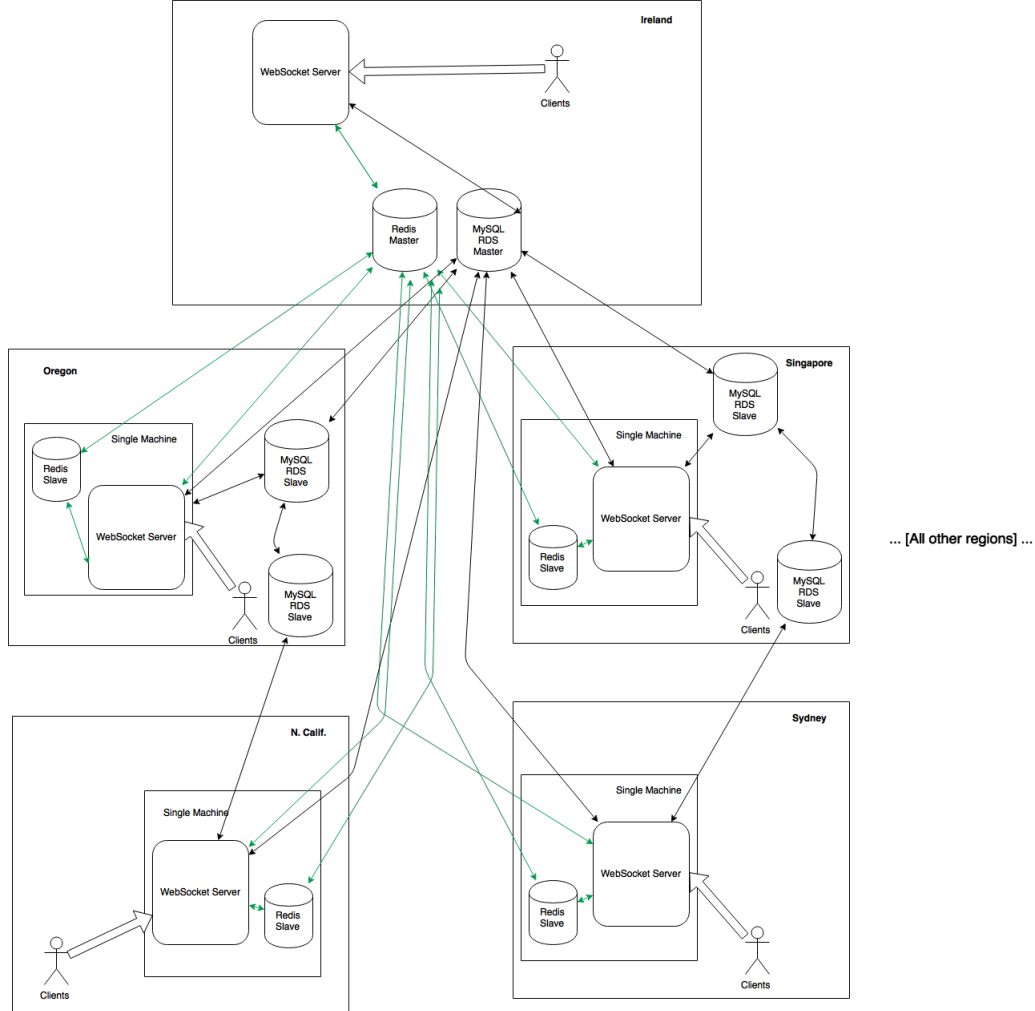 Ireland
WebSocket Server
Clients
Redis
Master
MySQL
RDS
Master
Oregon
Single Machine
Redis
Slave
WebSocket Server
MySQL
RDS
Slave
MySQL
RDS
Slave
Clients
Singapore
MySQL
RDS
Slave
Single Machine
WebSocket Server
Redis
Slave
MySQL
RDS
Slave
Clients
... [All other regions] ...
N. Calif.
Single Machine
WebSocket Server
Redis
Slave
Clients
Sydney
Single Machine
WebSocket Server
Redis
Slave
Clients